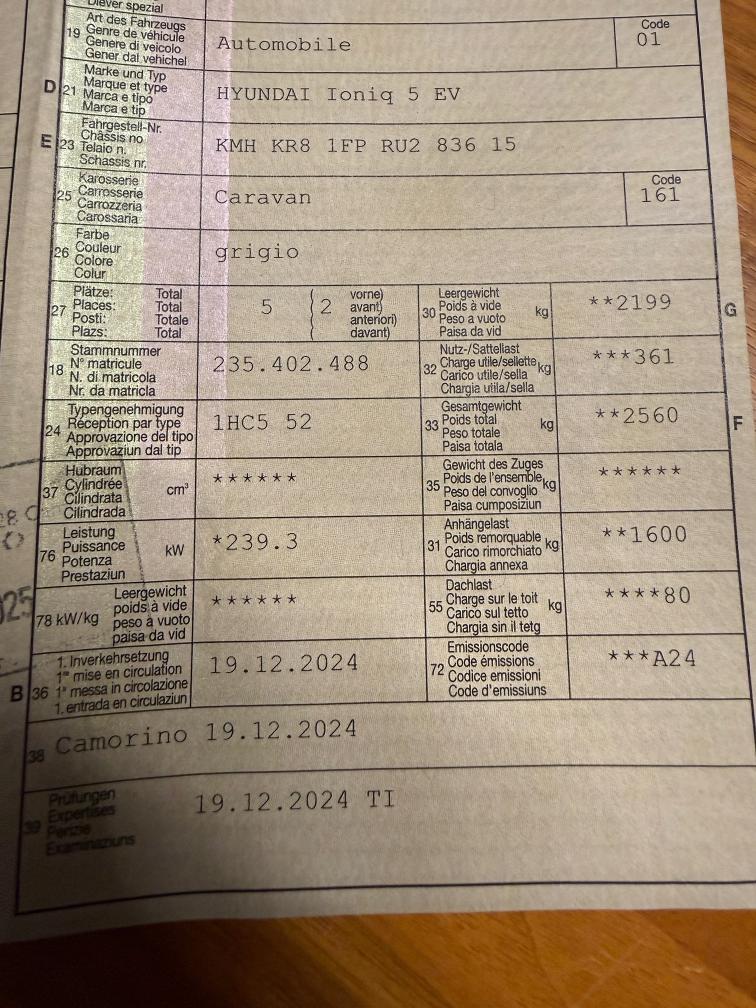 Diever spezial
19 Art des Fahrzeugs
Genre de véhicule
Genere di veicolo
Gener dal vehichel
Automobile
Code
01
D 21 Marke und Typ
Marque et type
Marca e tipo
Marca e tip
HYUNDAI Ioniq 5 EV
E 23 Fahrgestell-Nr.
Châssis no
Telaio n.
Schassis nr.
KMH KR8 1FP RU2 836 15
25 Karosserie
Carrosserie
Carrozzeria
Carossaria
Caravan
Code
161
26 Farbe
Couleur
Colore
Colur
grigio
27 Plätze: Total
Places: Total
Posti: Totale
Plazs: Total
5 (2 vorne)
avant)
anteriori)
davant)
30 Leergewicht
Poids à vide
Peso a vuoto
Paisa da vid
kg
**2199
G
18 Stammnummer
N° matricule
N. di matricola
Nr. da matricla
235.402.488
32 Nutz-/Sattellast
Charge utile/sellette
Carico utile/sella
Chargia utila/sella
kg
***361
24 Typengenehmigung
Réception par type
Approvazione del tipo
Approvaziun dal tip
1HC5 52
33 Gesamtgewicht
Poids total
Peso totale
Paisa totala
kg
**2560
F
37 Hubraum
Cylindrée
Cilindrata
Cilindrada
cm³
******
35 Gewicht des Zuges
Poids de l'ensemble
Peso del convoglio
Paisa cumposiziun
kg
******
76 Leistung
Puissance
Potenza
Prestaziun
kW
*239.3
31 Anhängelast
Poids remorquable
Carico rimorchiato
Chargia annexa
kg
**1600
78 kW/kg Leergewicht
poids à vide
peso à vuoto
paisa da vid
******
55 Dachlast
Charge sur le toit
Carico sul tetto
Chargia sin il tetg
kg
****80
B 36 1. Inverkehrsetzung
1re mise en circulation
1a messa in circolazione
1. entrada en circulaziun
19.12.2024
72 Emissionscode
Code émissions
Codice emissioni
Code d'emissiuns
***A24
38 Camorino 19.12.2024
39 Prüfungen
Expertises
Perizie
Examinaziuns
19.12.2024 TI